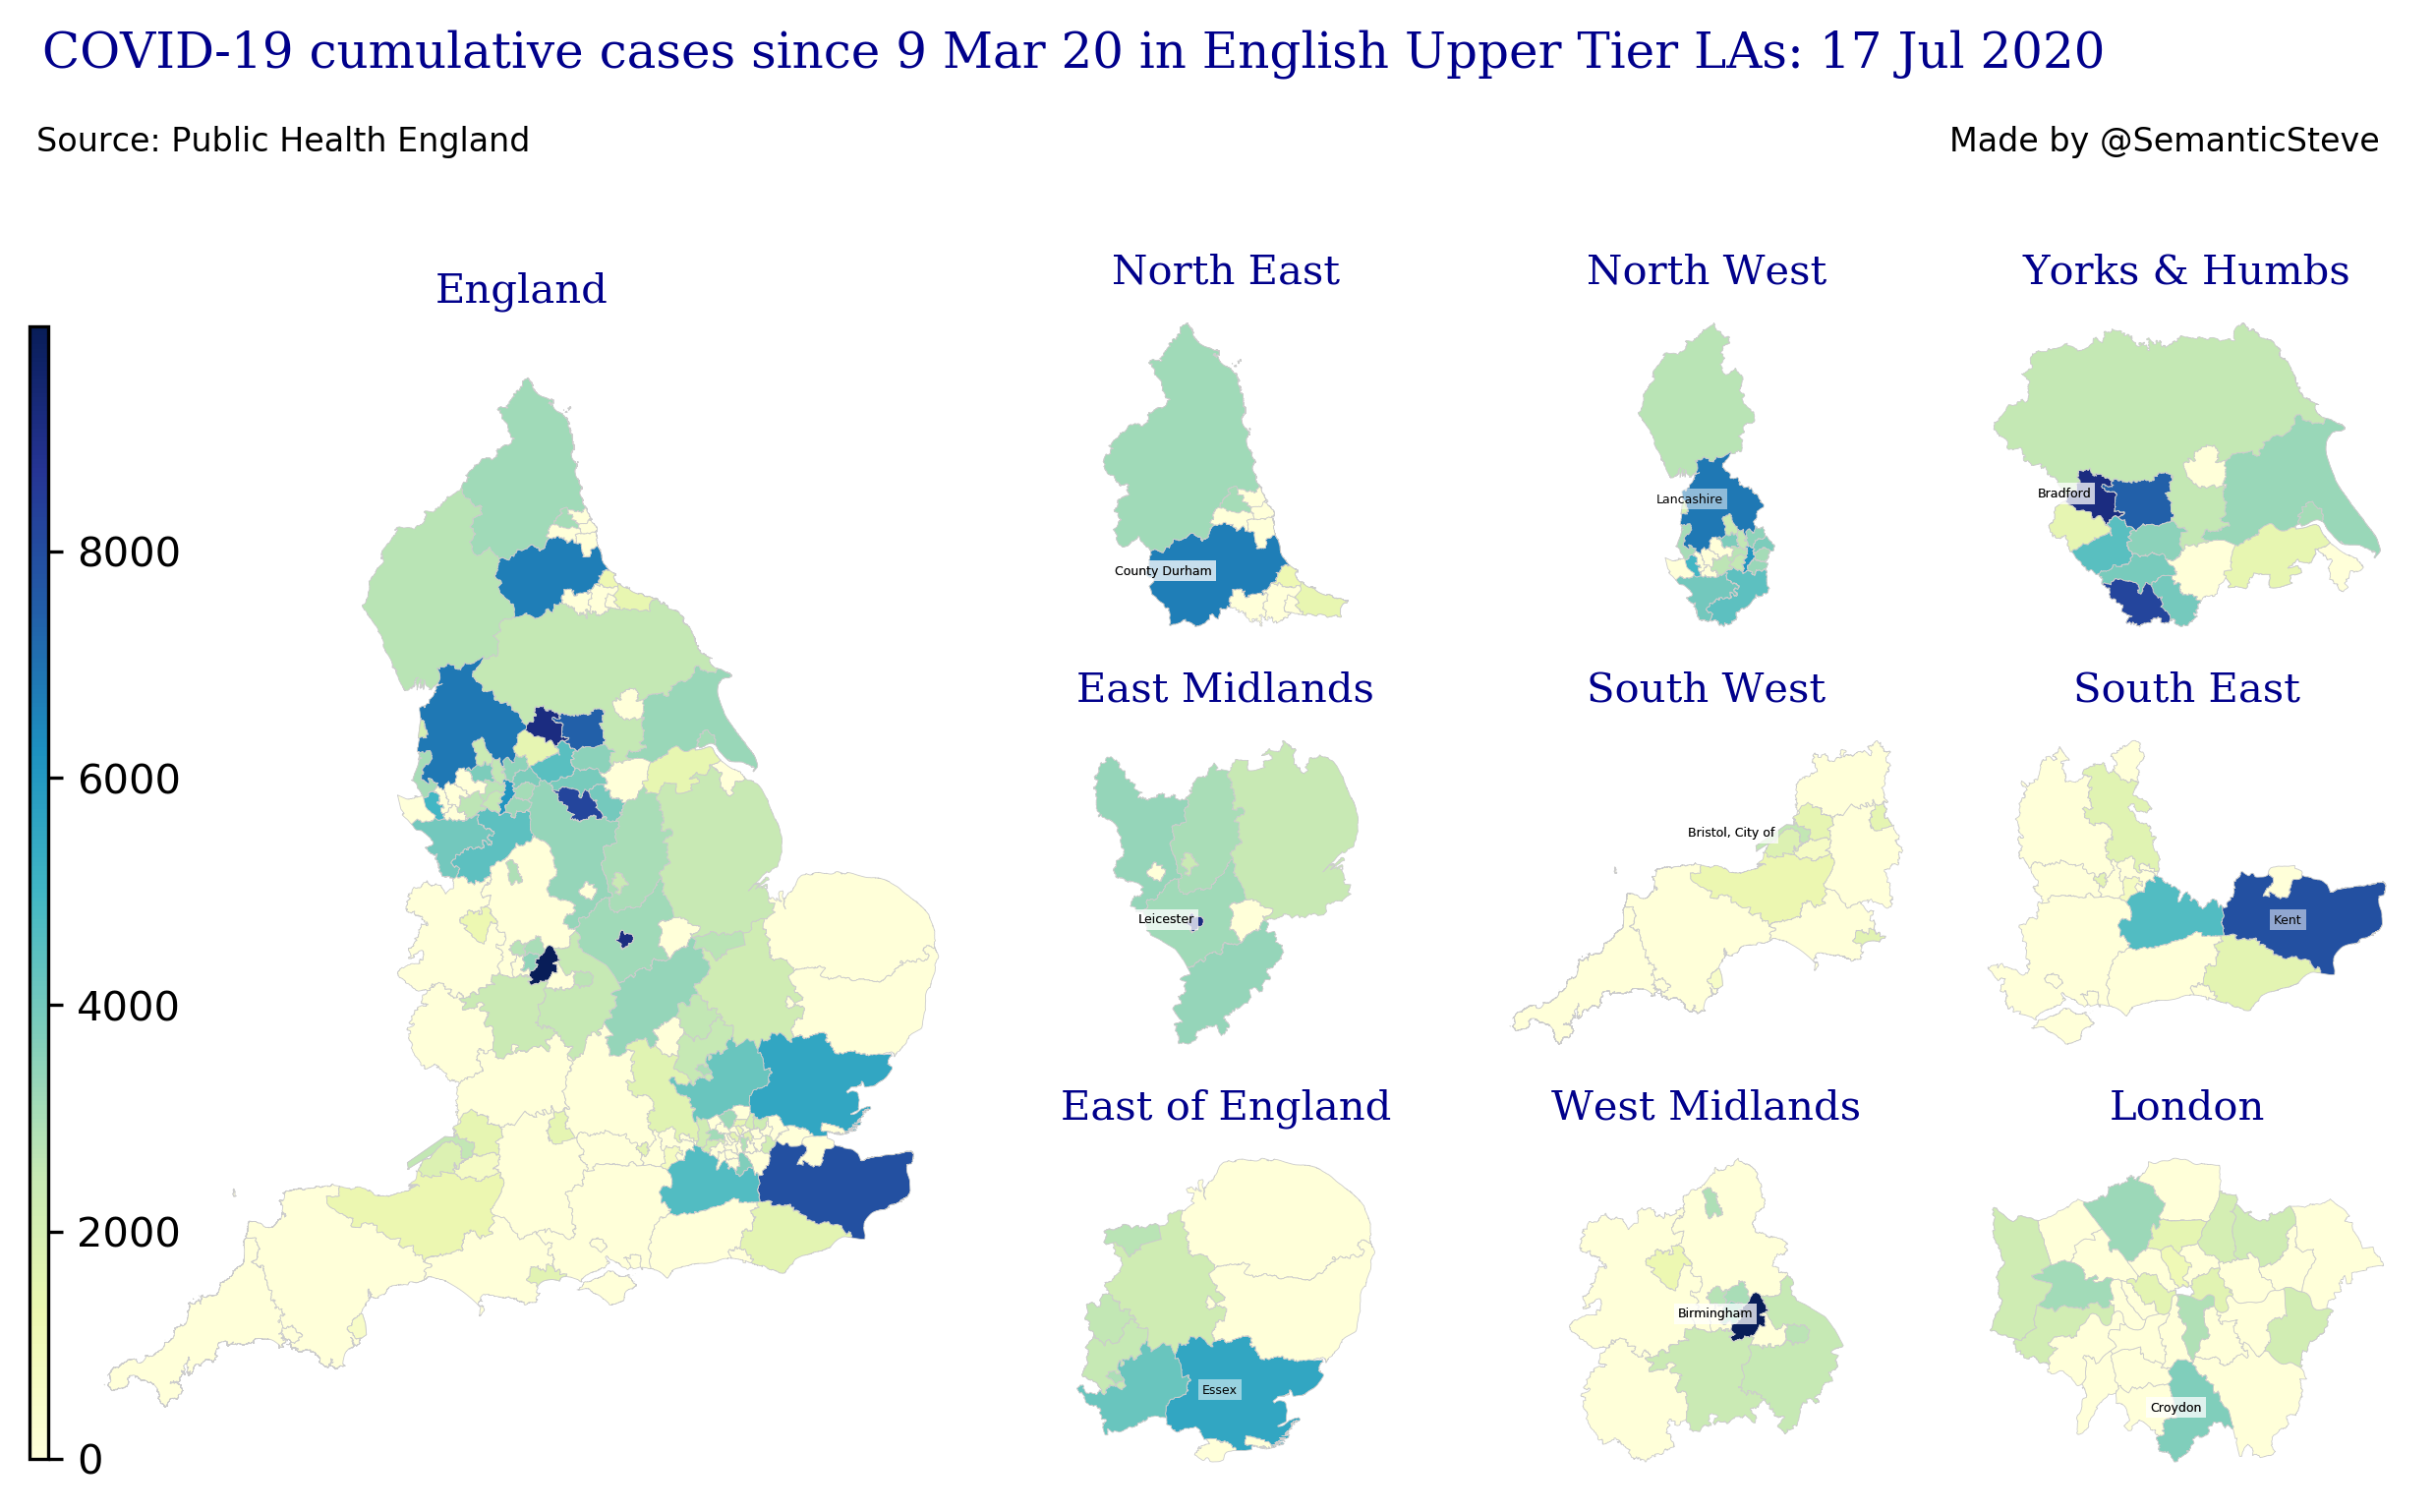 COVID-19 cumulative cases since 9 Mar 20 in English Upper Tier LAs: 17 Jul 2020
Source: Public Health England
Made by @SemanticSteve
England
8000
6000
4000
2000
0
North East
County Durham
North West
Lancashire
Yorks & Humbs
Bradford
East Midlands
Leicester
South West
Bristol, City of
South East
Kent
East of England
Essex
West Midlands
Birmingham
London
Croydon